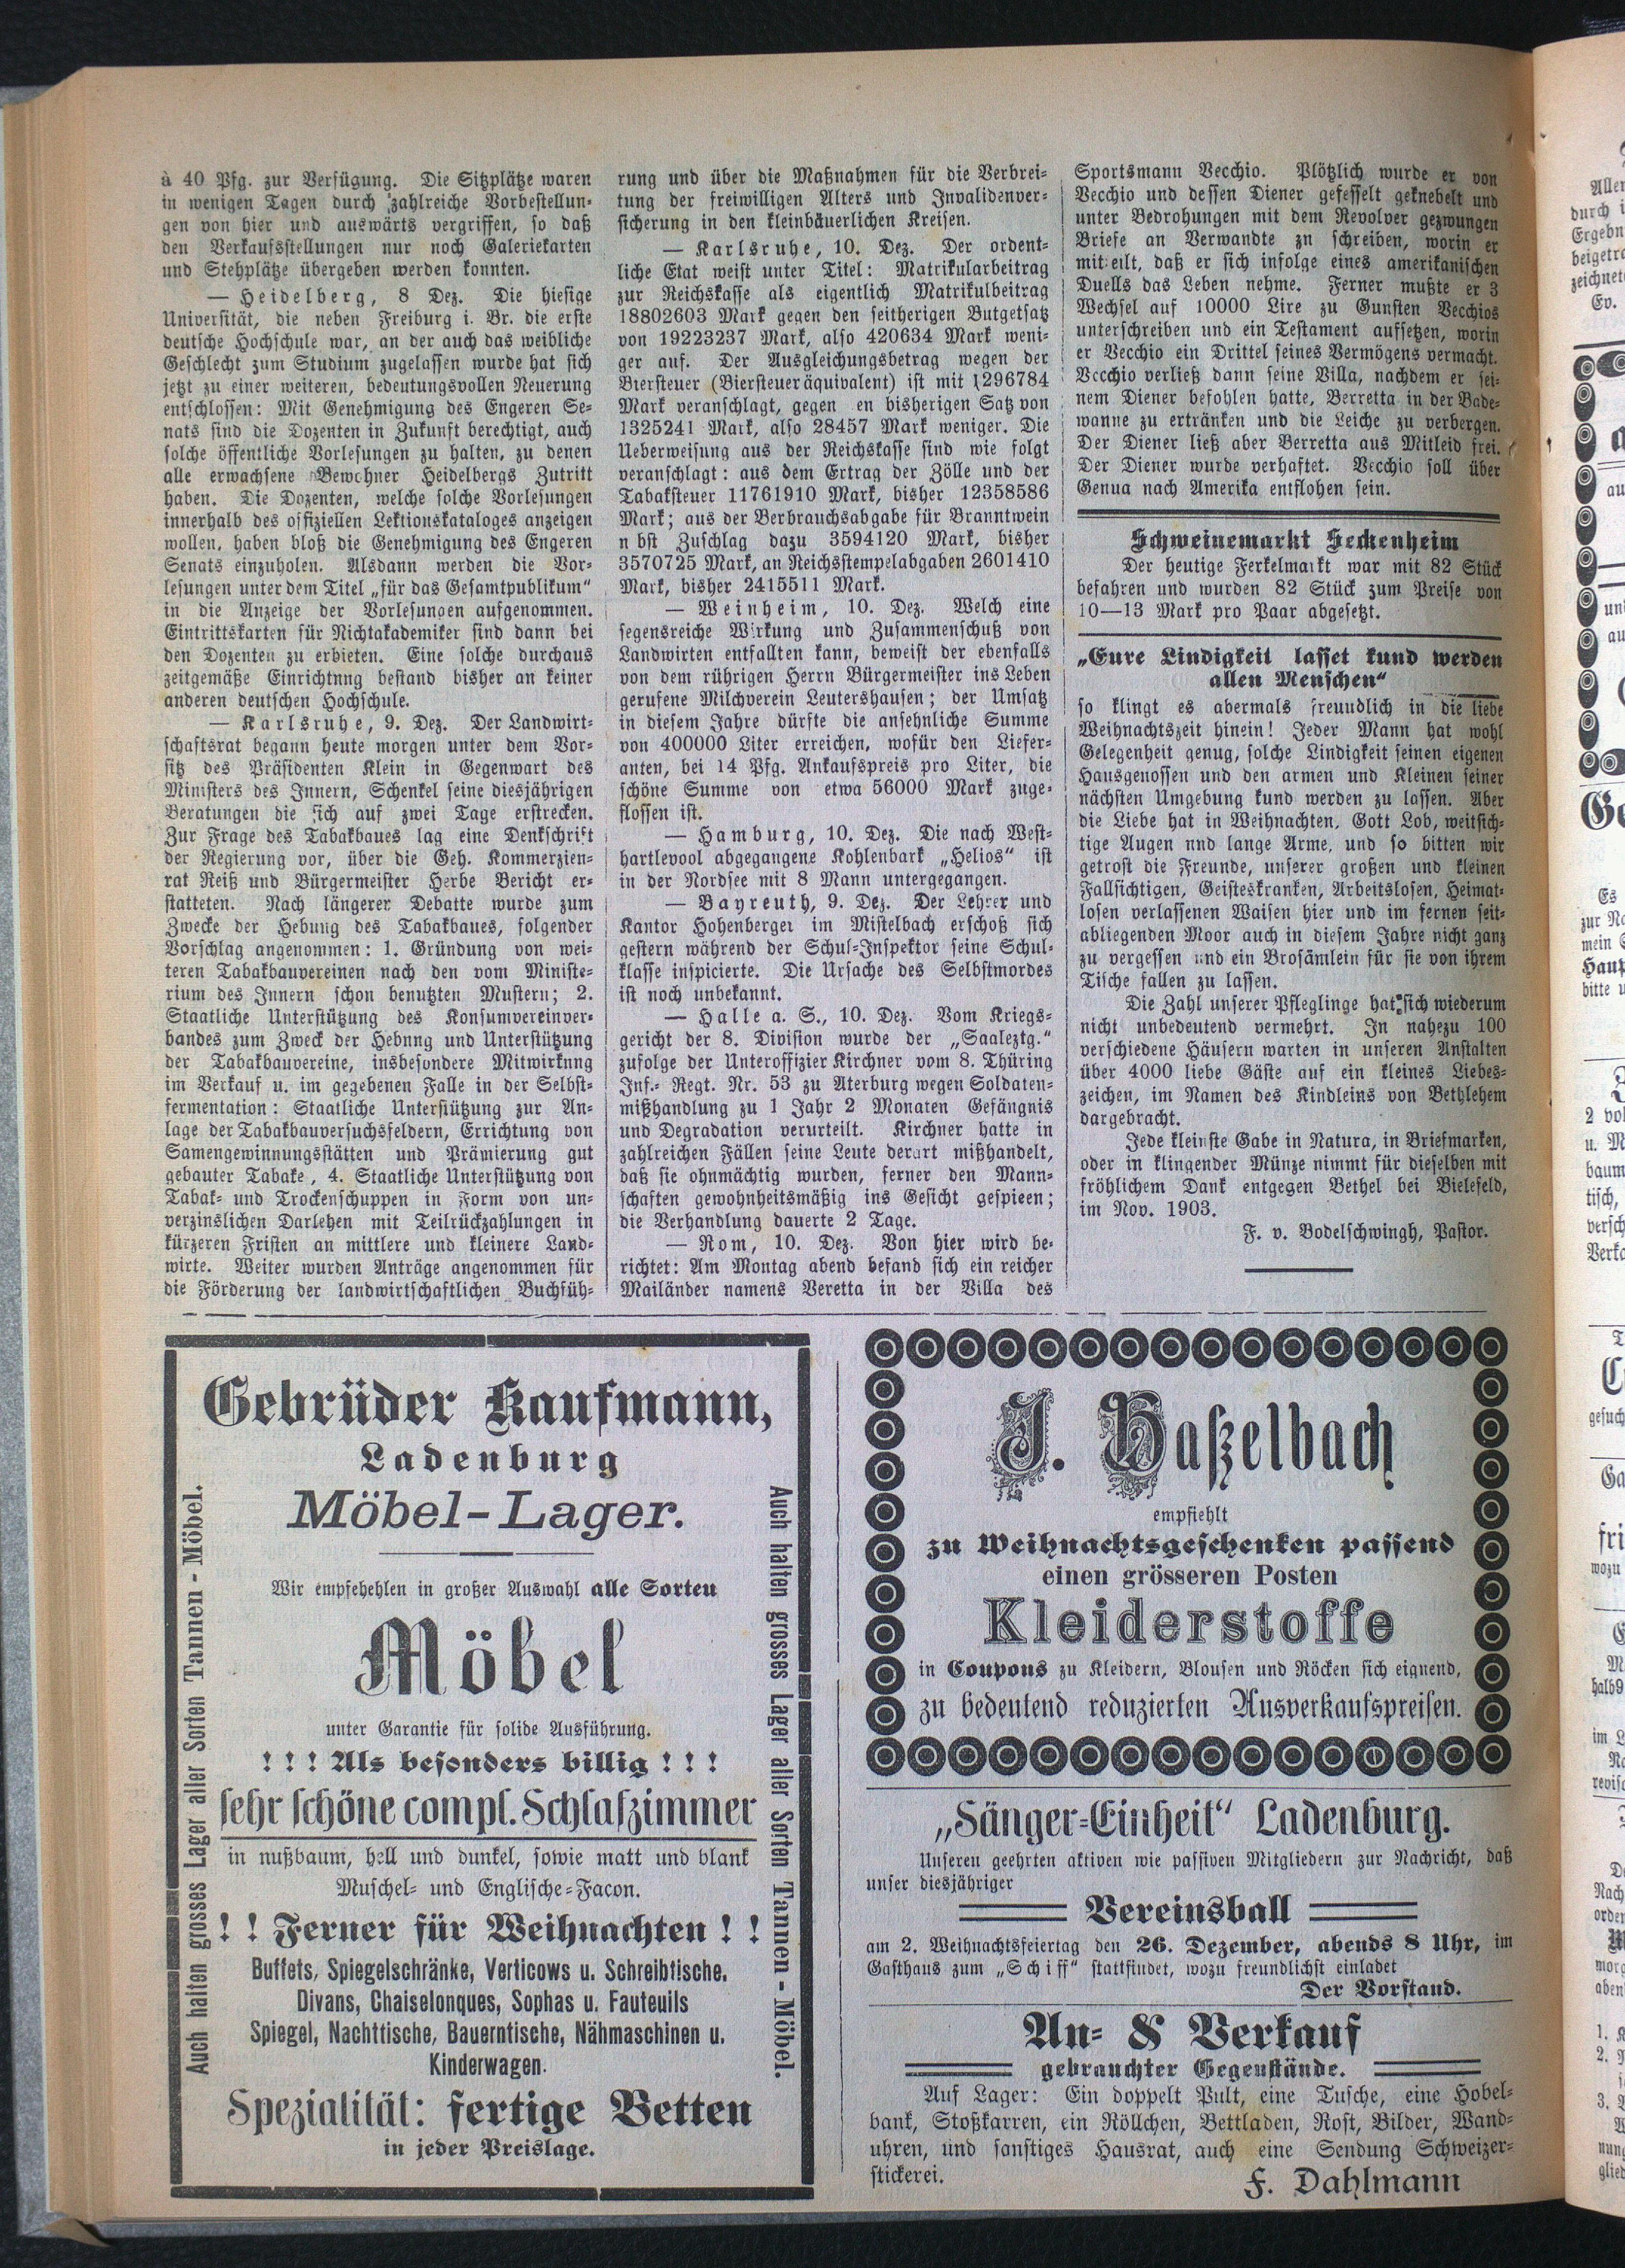 à 40 Pfg. zur Verfügung. Die Sitzplätze waren
in wenigen Tagen durch zahlreiche Vorbestellun-
gen von hier und auswärts vergriffen, so daß
den Verkaufsstellungen nur noch Galeriekarten
und Stehplätze übergeben werden konnten.
— Heidelberg, 8 Dez. Die hiesige
Universität, die neben Freiburg i. Br. die erste
deutsche Hochschule war, an der auch das weibliche
Geschlecht zum Studium zugelassen wurde hat sich
jetzt zu einer weiteren, bedeutungsvollen Neuerung
entschlossen: Mit Genehmigung des Engeren Se-
nats sind die Dozenten in Zukunft berechtigt, auch
solche öffentliche Vorlesungen zu halten, zu denen
alle erwachsene Bewohner Heidelbergs Zutritt
haben. Die Dozenten, welche solche Vorlesungen
innerhalb des offiziellen Lektionskataloges anzeigen
wollen, haben bloß die Genehmigung des Engeren
Senats einzuholen. Alsdann werden die Vor-
lesungen unter dem Titel „für das Gesamtpublikum"
in die Anzeige der Vorlesungen aufgenommen.
Eintrittskarten für Nichtakademiker sind dann bei
den Dozenten zu erbieten. Eine solche durchaus
zeitgemäße Einrichtnng bestand bisher an keiner
anderen deutschen Hochschule.
— Karlsruhe, 9. Dez. Der Landwirt-
schaftsrat begann heute morgen unter dem Vor-
sitz des Präsidenten Klein in Gegenwart des
Ministers des Innern, Schenkel seine diesjährigen
Beratungen die sich auf zwei Tage erstrecken.
Zur Frage des Tabakbaues lag eine Denkschrift
der Regierung vor, über die Geh. Kommerzien-
rat Reiß und Bürgermeister Herbe Bericht er-
statteten. Nach längerer Debatte wurde zum
Zwecke der Hebung des Tabakbaues, folgender
Vorschlag angenommen: 1. Gründung von wei-
teren Tabakbauvereinen nach den vom Ministe-
rium des Innern schon benutzten Mustern; 2.
Staatliche Unterstützung des Konsumvereinver-
bandes zum Zweck der Hebnng und Unterstützung
der Tabakbauvereine, insbesondere Mitwirknng
im Verkauf u. im gegebenen Falle in der Selbst-
fermentation: Staatliche Unterstützung zur An-
lage der Tabakbauversuchsfeldern, Errichtung von
Samengewinnungsstätten und Prämierung gut
gebauter Tabake, 4. Staatliche Unterstützung von
Tabak- und Trockenschuppen in Form von un-
verzinslichen Darlehen mit Teilrückzahlungen in
kürzeren Fristen an mittlere und kleinere Land-
wirte. Weiter wurden Anträge angenommen für
die Förderung der landwirtschaftlichen Buchfüh-
rung und über die Maßnahmen für die Verbrei-
tung der freiwilligen Alters und Invalidenver-
sicherung in den kleinbäuerlichen Kreisen.
— Karlsruhe, 10. Dez. Der ordent-
liche Etat weist unter Titel: Matrikularbeitrag
zur Reichskasse als eigentlich Matrikulbeitrag
18802603 Mark gegen den seitherigen Butgetsatz
von 19223237 Mark, also 420634 Mark weni-
ger auf. Der Ausgleichungsbetrag wegen der
Biersteuer (Biersteueräquivalent) ist mit 1296784
Mark veranschlagt, gegen en bisherigen Satz von
1325241 Mark, also 28457 Mark weniger. Die
Ueberweisung aus der Reichskasse sind wie folgt
veranschlagt: aus dem Ertrag der Zölle und der
Tabaksteuer 11761910 Mark, bisher 12358586
Mark; aus der Verbrauchsabgabe für Branntwein
n bst Zuschlag dazu 3594120 Mark, bisher
3570725 Mark, an Reichsstempelabgaben 2601410
Mark, bisher 2415511 Mark.
— Weinheim, 10. Dez. Welch eine
segensreiche Wirkung und Zusammenschuß von
Landwirten entfallten kann, beweist der ebenfalls
von dem rührigen Herrn Bürgermeister ins Leben
gerufene Milchverein Leutershausen; der Umsatz
in diesem Jahre dürfte die ansehnliche Summe
von 400000 Liter erreichen, wofür den Liefer-
anten, bei 14 Pfg. Ankaufspreis pro Liter, die
schöne Summe von etwa 56000 Mark zuge-
flossen ist.
— Hamburg, 10. Dez. Die nach West-
hartlevool abgegangene Kohlenbark „Helios" ist
in der Nordsee mit 8 Mann untergegangen.
— Bayreuth, 9. Dez. Der Lehrer und
Kantor Hohenberger im Mistelbach erschoß sich
gestern während der Schul-Inspektor seine Schul-
klasse inspicierte. Die Ursache des Selbstmordes
ist noch unbekannt.
— Halle a. S., 10. Dez. Vom Kriegs-
gericht der 8. Division wurde der „Saaleztg."
zufolge der Unteroffizier Kirchner vom 8. Thüring
Inf.- Regt. Nr. 53 zu Aterburg wegen Soldaten-
mißhandlung zu 1 Jahr 2 Monaten Gefängnis
und Degradation verurteilt. Kirchner hatte in
zahlreichen Fällen seine Leute derart mißhandelt,
daß sie ohnmächtig wurden, ferner den Mann-
schaften gewohnheitsmäßig ins Gesicht gespieen;
die Verhandlung dauerte 2 Tage.
— Rom, 10. Dez. Von hier wird be-
richtet: Am Montag abend befand sich ein reicher
Mailänder namens Beretta in der Villa des
Sportsmann Vecchio. Plötzlich wurde er von
Vecchio und dessen Diener gefesselt geknebelt und
unter Bedrohungen mit dem Revolver gezwungen
Briefe an Verwandte zu schreiben, worin er
mit eilt, daß er sich infolge eines amerikanischen
Duells das Leben nehme. Ferner mußte er 3
Wechsel auf 10000 Lire zu Gunsten Vecchios
unterschreiben und ein Testament aufsetzen, worin
er Vecchio ein Drittel seines Vermögens vermacht.
Vecchio verließ dann seine Villa, nachdem er sei-
nem Diener befohlen hatte, Berretta in der Bade-
wanne zu ertränken und die Leiche zu verbergen.
Der Diener ließ aber Berretta aus Mitleid frei.
Der Diener wurde verhaftet. Vecchio soll über
Genua nach Amerika entflohen sein.
Schweinemarkt Seckenheim
Der heutige Ferkelmarkt war mit 82 Stück
befahren und wurden 82 Stück zum Preise von
10—13 Mark pro Paar abgesetzt.
„Eure Lindigkeit lasset kund werden
allen Menschen"
so klingt es abermals freundlich in die liebe
Weihnachtszeit hinein! Jeder Mann hat wohl
Gelegenheit genug, solche Lindigkeit seinen eigenen
Hausgenossen und den armen und Kleinen seiner
nächsten Umgebung kund werden zu lassen. Aber
die Liebe hat in Weihnachten, Gott Lob, weitsich-
tige Augen nnd lange Arme, und so bitten wir
getrost die Freunde, unserer großen und kleinen
Fallsichtigen, Geisteskranken, Arbeitslosen, Heimat-
losen verlassenen Waisen hier und im fernen seit-
abliegenden Moor auch in diesem Jahre nicht ganz
zu vergessen und ein Brosämlein für sie von ihrem
Tische fallen zu lassen.
Die Zahl unserer Pfleglinge hat sich wiederum
nicht unbedeutend vermehrt. In nahezu 100
verschiedene Häusern warten in unseren Anstalten
über 4000 liebe Gäste auf ein kleines Liebes-
zeichen, im Namen des Kindleins von Bethlehem
dargebracht.
Jede kleinste Gabe in Natura, in Briefmarken,
oder in klingender Münze nimmt für dieselben mit
fröhlichem Dank entgegen Bethel bei Bielefeld,
im Nov. 1903.
F. v. Bodelschwingh, Pastor.
Gebrüder Kaufmann,
Ladenburg
Möbel-Lager.
Wir empfehehlen in großer Auswahl alle Sorten
Möbel
unter Garantie für solide Ausführung.
!!! Als besonders billig !!!
sehr schöne compl. Schlafzimmer
in nußbaum, hell und dunkel, sowie matt und blank
Muschel- und Englische-Facon.
!! Ferner für Weihnachten !!
Buffets, Spiegelschränke, Verticows u. Schreibtische.
Divans, Chaiselonques, Sophas u. Fauteuils
Spiegel, Nachttische, Bauerntische, Nähmaschinen u.
Kinderwagen.
Spezialität: fertige Betten
in jeder Preislage.
Auch halten grosses Lager aller Sorten Tannen-Möbel.
Auch halten grosses Lager aller Sorten Tannen-Möbel.
J. Haßzelbach
empfiehlt
zu Weihnachtsgeschenken passend
einen grösseren Posten
Kleiderstoffe
in Coupons zu Kleidern, Blousen und Röcken sich eignend,
zu bedeutend reduzierten Ausverkaufspreisen.
„Sänger-Einheit" Ladenburg.
Unseren geehrten aktiven wie passiven Mitgliedern zur Nachricht, daß
unser diesjähriger
Vereinsball
am 2. Weihnachtsfeiertag den 26. Dezember, abends 8 Uhr, im
Gasthaus zum „Schiff" stattfindet, wozu freundlichst einladet
Der Vorstand.
An- & Verkauf
gebrauchter Gegenstände.
Auf Lager: Ein doppelt Pult, eine Tusche, eine Hobel-
bank, Stoßkarren, ein Röllchen, Bettladen, Rost, Bilder, Wand-
uhren, und sonstiges Hausrat, auch eine Sendung Schweizer-
stickerei.
F. Dahlmann